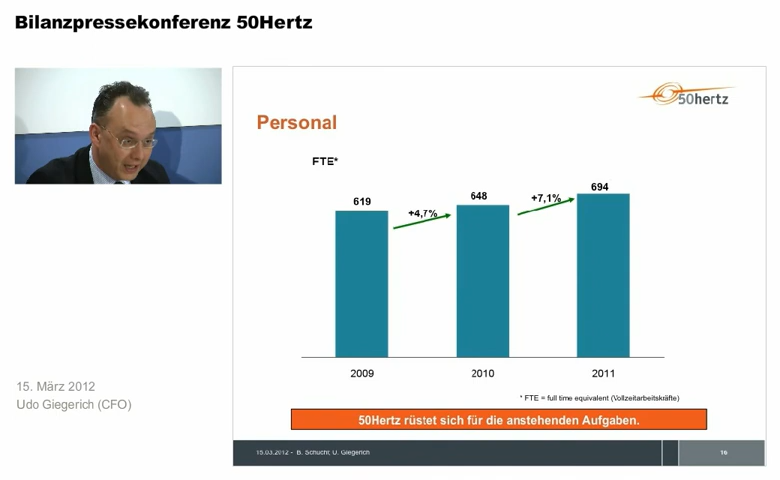 Bilanzpressekonferenz 50Hertz
50hertz
Personal
FTE*
619
+4,7%
648
+7,1%
694
2009
2010
2011
* FTE = full time equivalent (Vollzeitarbeitskräfte)
50Hertz rüstet sich für die anstehenden Aufgaben.
15. März 2012
Udo Giegerich (CFO)
15.03.2012 - B. Schucht; U. Giegerich
16